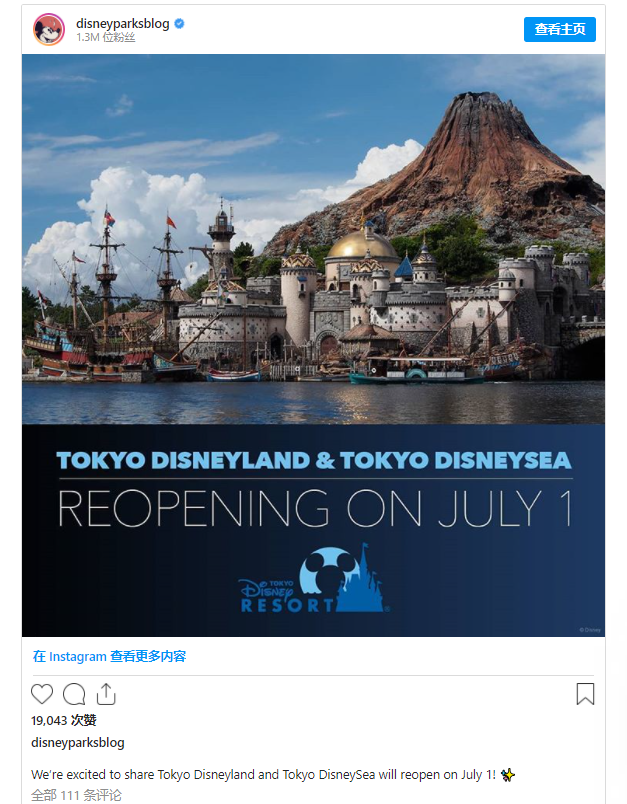 disneyparksblog
1.3M 位粉丝
查看主页
TOKYO DISNEYLAND & TOKYO DISNEYSEA
REOPENING ON JULY 1
TOKYO
Disney
RESORT
© Disney
在 Instagram 查看更多内容
19,043 次赞
disneyparksblog
We're excited to share Tokyo Disneyland and Tokyo DisneySea will reopen on July 1! ✨
全部 111 条评论